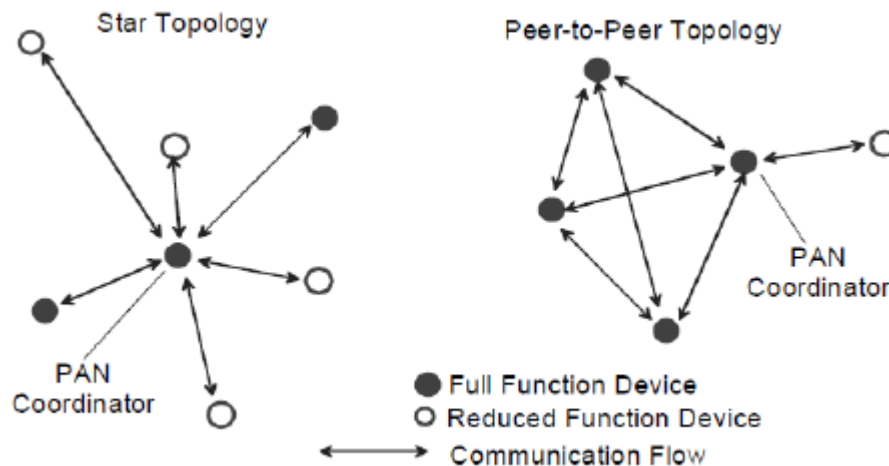 Star Topology
Peer-to-Peer Topology
PAN
Coordinator
PAN
Coordinator
Full Function Device
Reduced Function Device
Communication Flow